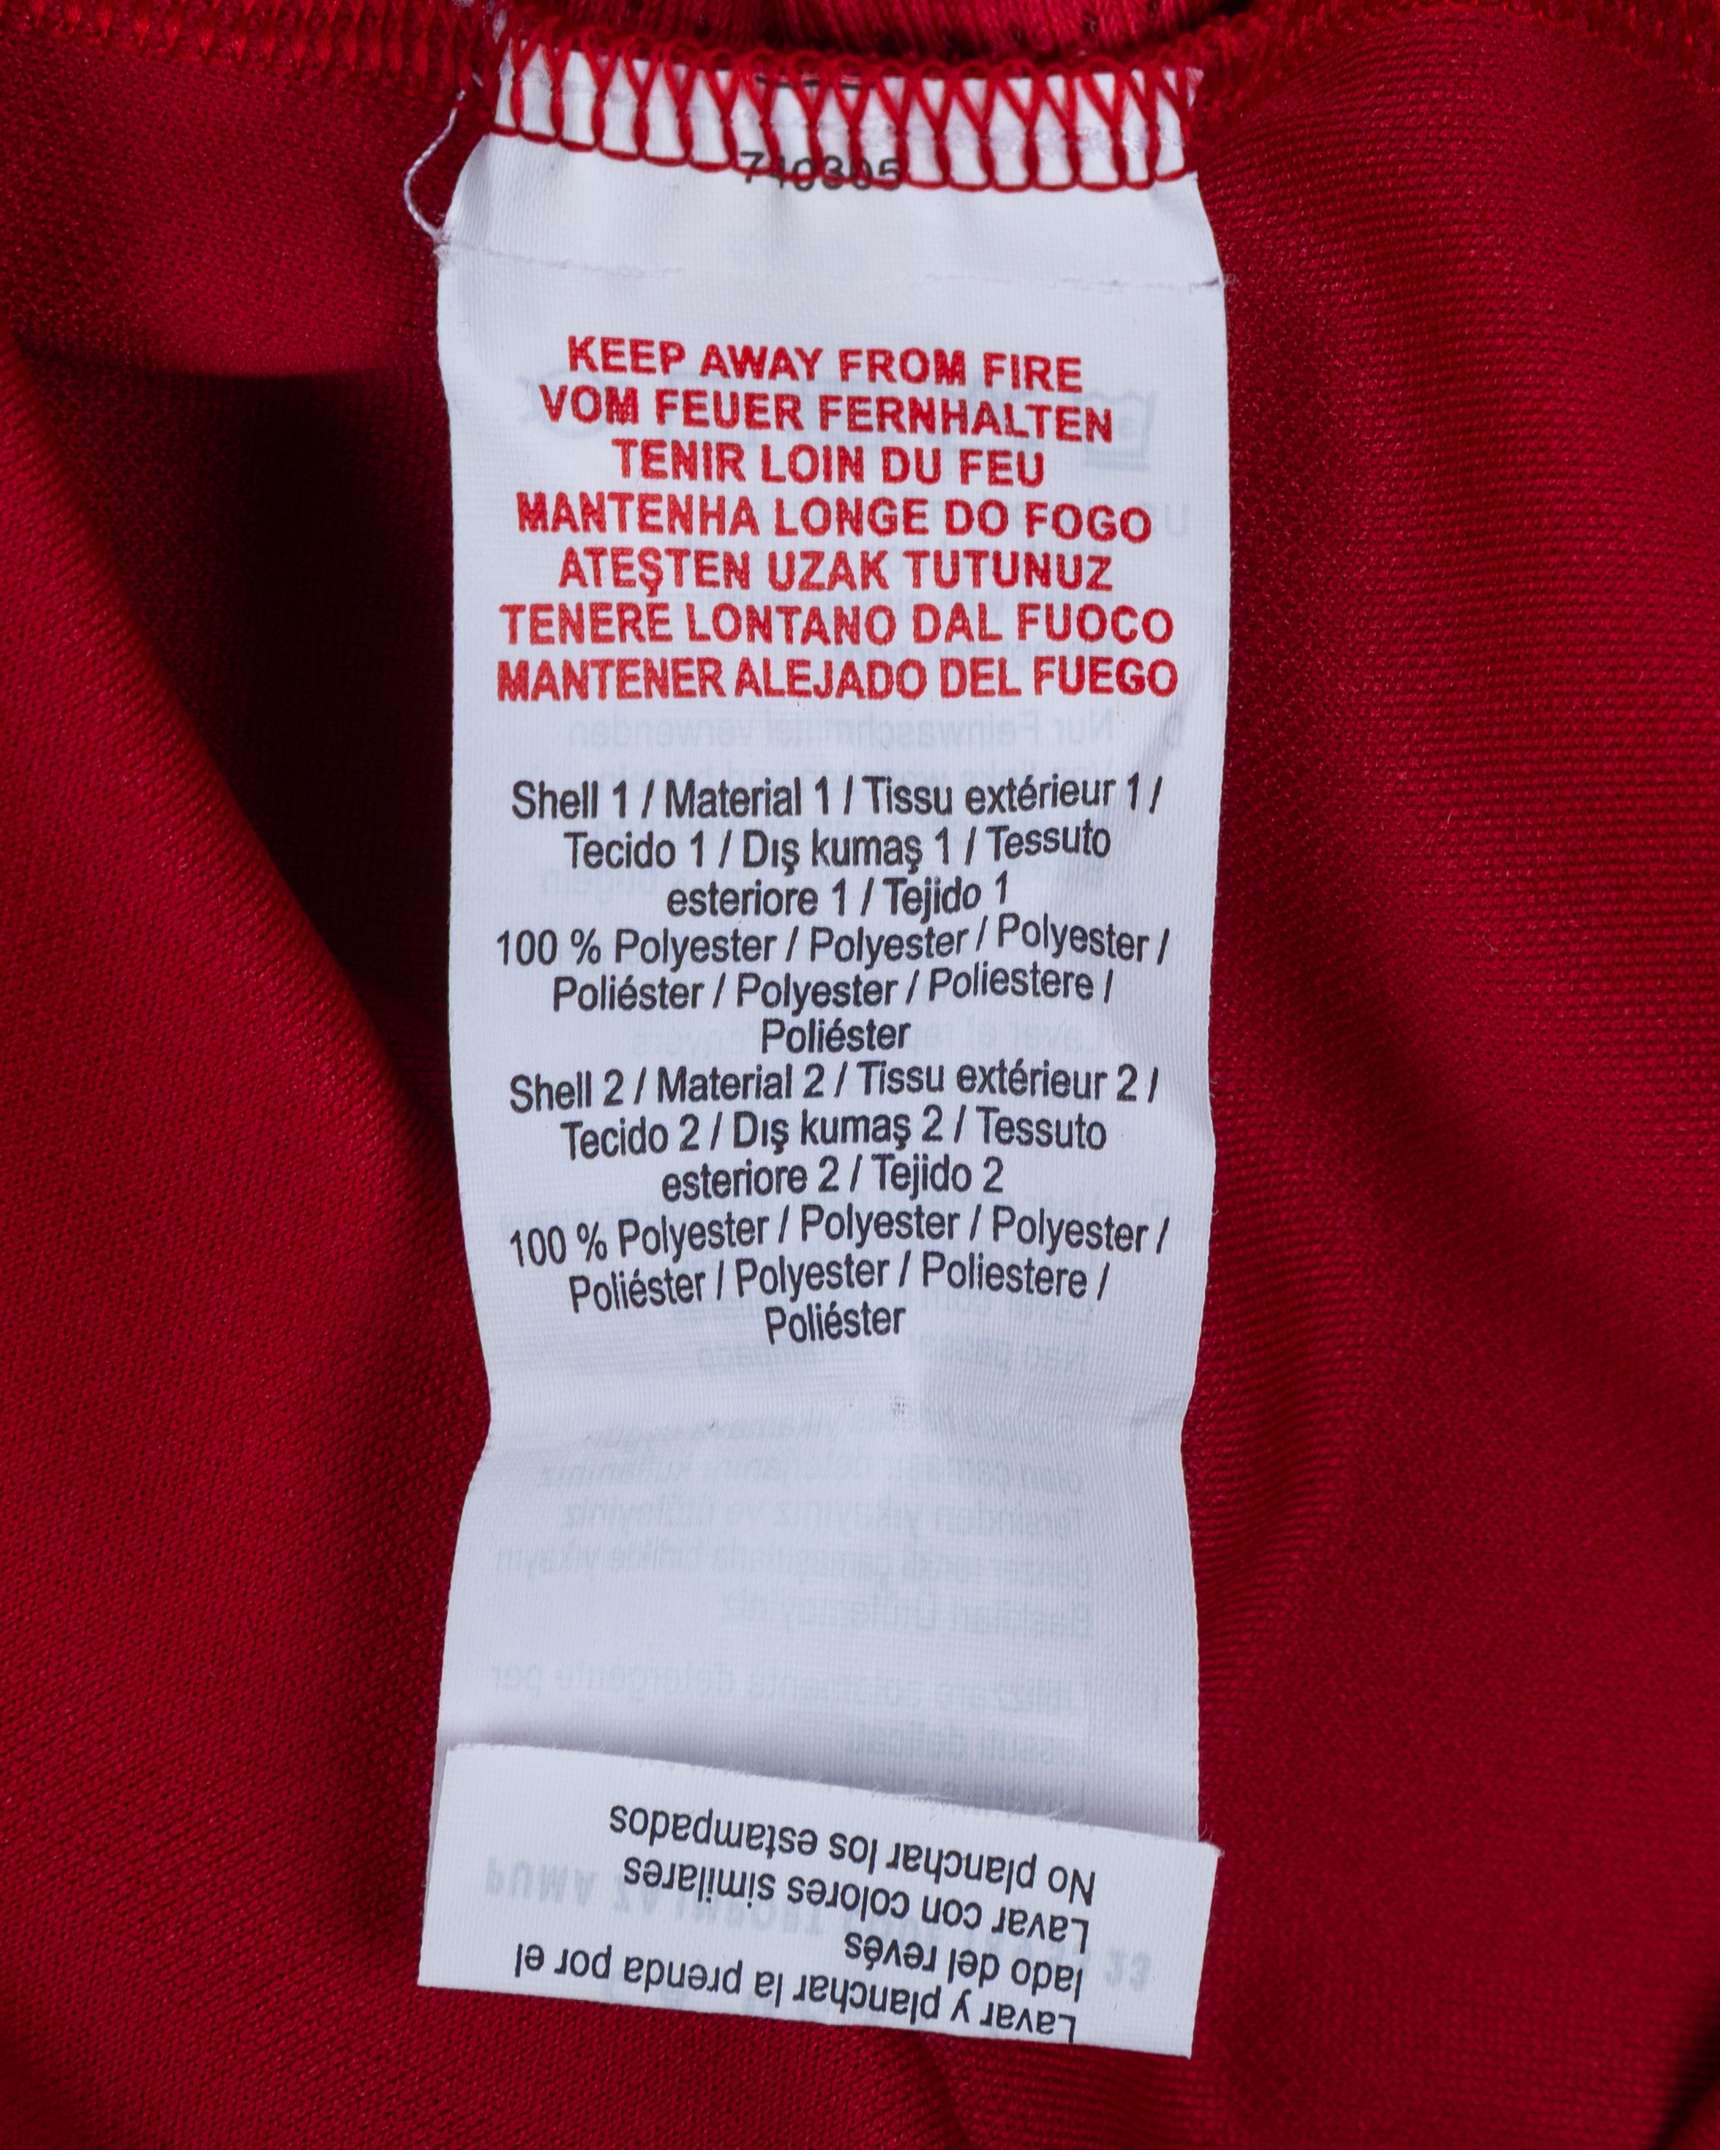 740305
KEEP AWAY FROM FIRE
VOM FEUER FERNHALTEN
TENIR LOIN DU FEU
MANTENHA LONGE DO FOGO
ATEŞTEN UZAK TUTUNUZ
TENERE LONTANO DAL FUOCO
MANTENER ALEJADO DEL FUEGO
Shell 1 / Material 1 / Tissu extérieur 1 /
Tecido 1 / Dış kumaş 1 / Tessuto
esteriore 1 / Tejido 1
100 % Polyester / Polyester / Polyester /
Poliéster / Polyester / Poliestere /
Poliéster
Shell 2 / Material 2 / Tissu extérieur 2 /
Tecido 2 / Dış kumaş 2 / Tessuto
esteriore 2 / Tejido 2
100 % Polyester / Polyester / Polyester /
Poliéster / Polyester / Poliestere /
Poliéster
Lavar y planchar la prenda por el
lado del revés
Lavar con colores similares
No planchar los estampados